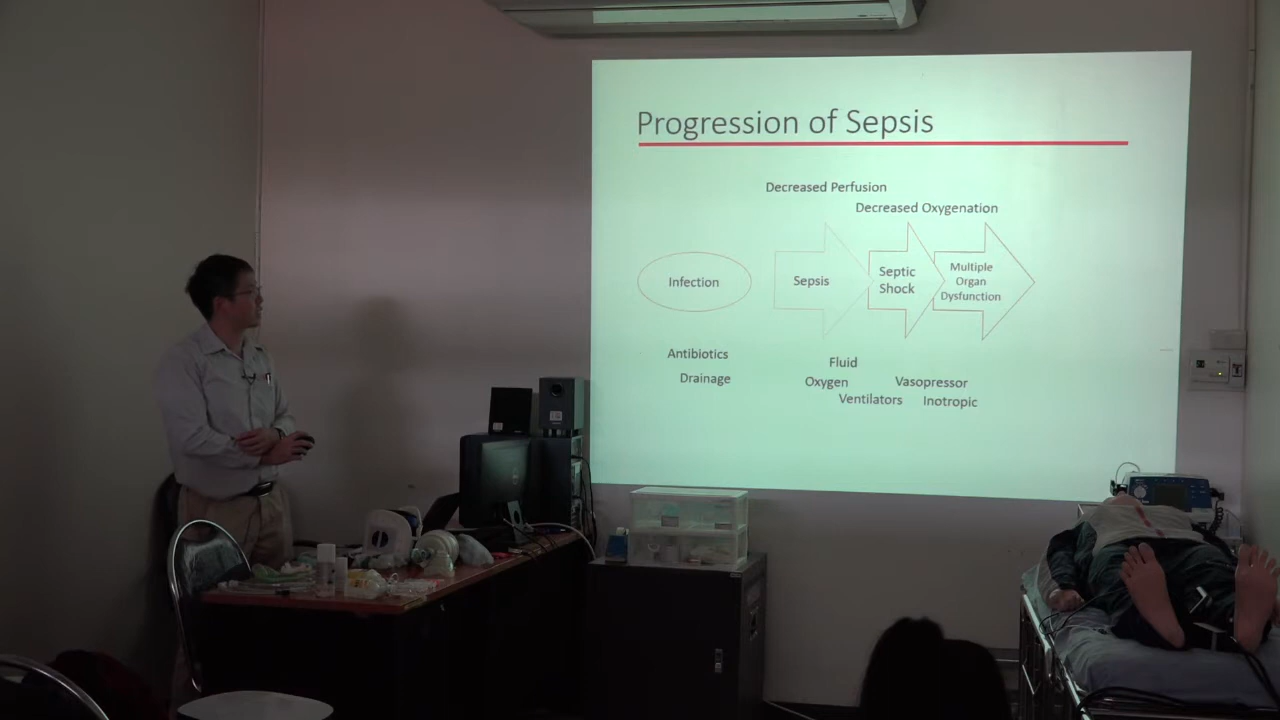 Progression of Sepsis
Decreased Perfusion
Decreased Oxygenation
Infection
Sepsis
Septic
Shock
Multiple
Organ
Dysfunction
Antibiotics
Drainage
Fluid
Oxygen
Ventilators
Vasopressor
Inotropic